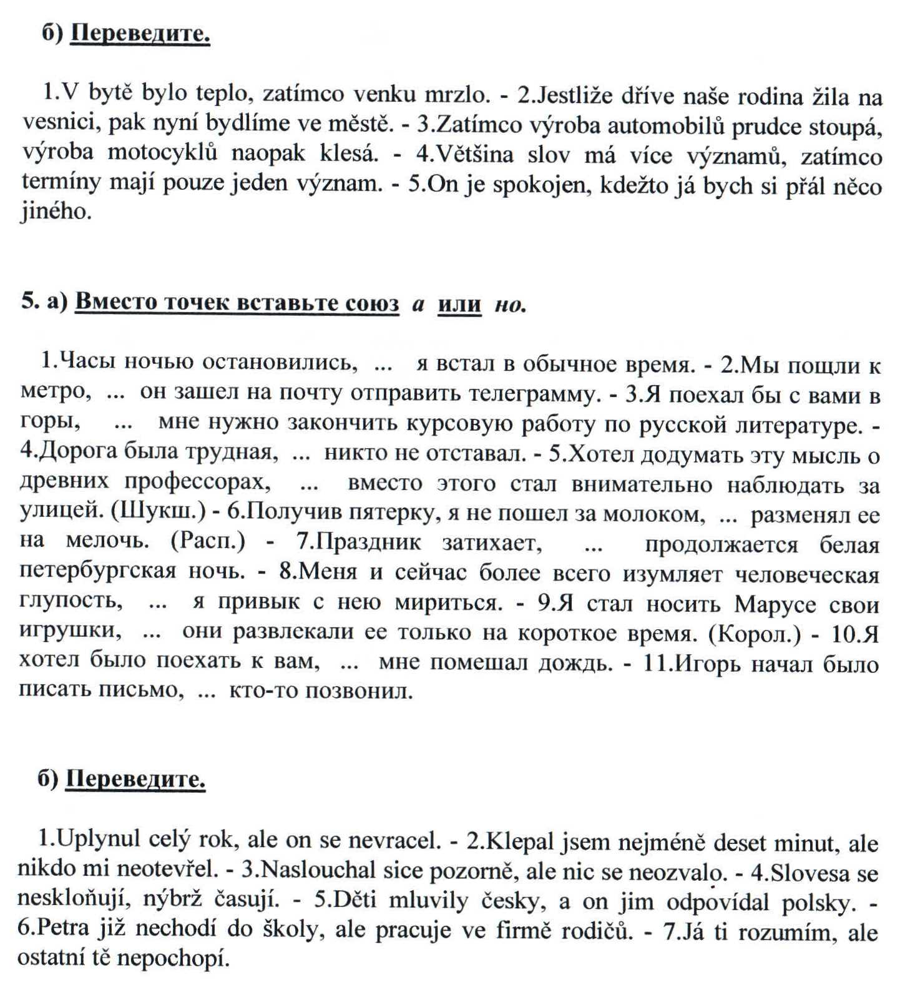 б) Переведите.
1.V bytě bylo teplo, zatímco venku mrzlo. - 2.Jestliže dříve naše rodina žila na
vesnici, pak nyní bydlíme ve městě. - 3.Zatímco výroba automobilů prudce stoupá,
výroba motocyklů naopak klesá. - 4.Většina slov má více významů, zatímco
termíny mají pouze jeden význam. - 5.On je spokojen, kdežto já bych si přál něco
jiného.
5. а) Вместо точек вставьте союз а или но.
1.Часы ночью остановились, ... я встал в обычное время. - 2.Мы пощли к
метро, ... он зашел на почту отправить телеграмму. - 3.Я поехал бы с вами в
горы, ... мне нужно закончить курсовую работу по русской литературе. -
4.Дорога была трудная, ... никто не отставал. - 5.Хотел додумать эту мысль о
древних профессорах, ... вместо этого стал внимательно наблюдать за
улицей. (Шукш.) - 6.Получив пятерку, я не пошел за молоком, ... разменял ее
на мелочь. (Расп.) - 7.Праздник затихает, ... продолжается белая
петербургская ночь. - 8.Меня и сейчас более всего изумляет человеческая
глупость, ... я привык с нею мириться. - 9.Я стал носить Марусе свои
игрушки, ... они развлекали ее только на короткое время. (Корол.) - 10.Я
хотел было поехать к вам, ... мне помешал дождь. - 11.Игорь начал было
писать письмо, ... кто-то позвонил.
б) Переведите.
1.Uplynul celý rok, ale on se nevracel. - 2.Klepal jsem nejméně deset minut, ale
nikdo mi neotevřel. - 3.Naslouchal sice pozorně, ale nic se neozvalo. - 4.Slovesa se
neskloňují, nýbrž časují. - 5.Děti mluvily česky, a on jim odpovídal polsky. -
6.Petra již nechodí do školy, ale pracuje ve firmě rodičů. - 7.Já ti rozumím, ale
ostatní tě nepochopí.